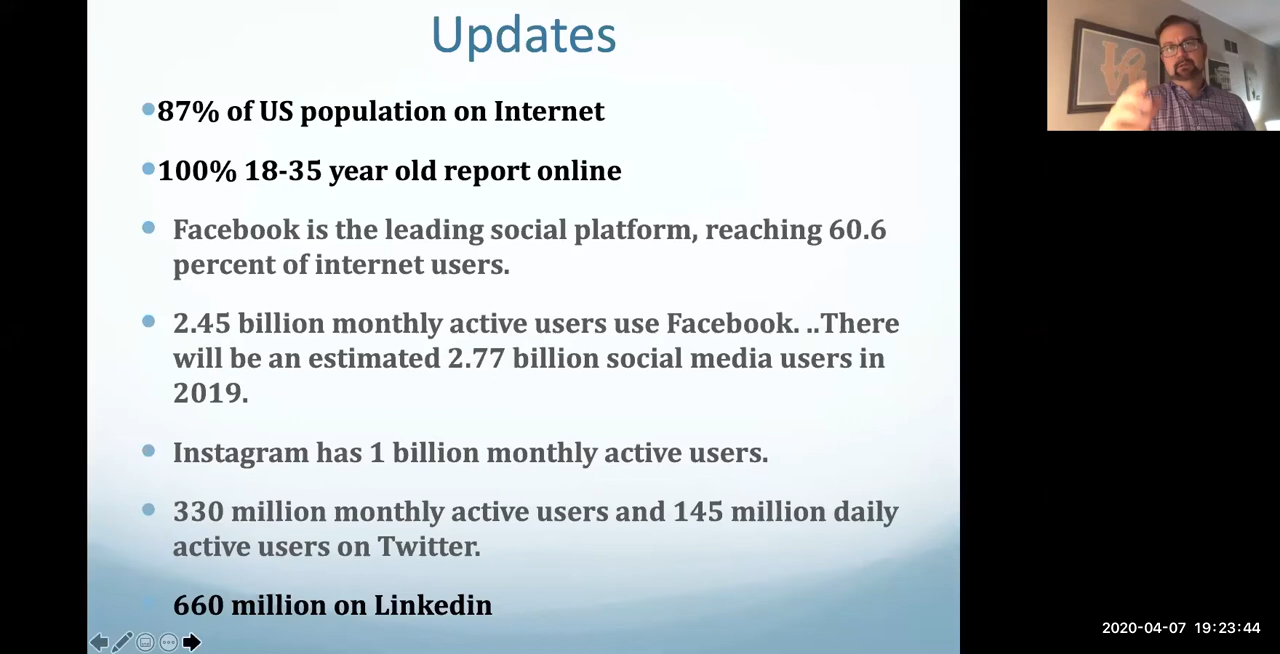 Updates
87% of US population on Internet
100% 18-35 year old report online
Facebook is the leading social platform, reaching 60.6
percent of internet users.
2.45 billion monthly active users use Facebook. ..There
will be an estimated 2.77 billion social media users in
2019.
Instagram has 1 billion monthly active users.
330 million monthly active users and 145 million daily
active users on Twitter.
660 million on Linkedin
2020-04-07 19:23:44